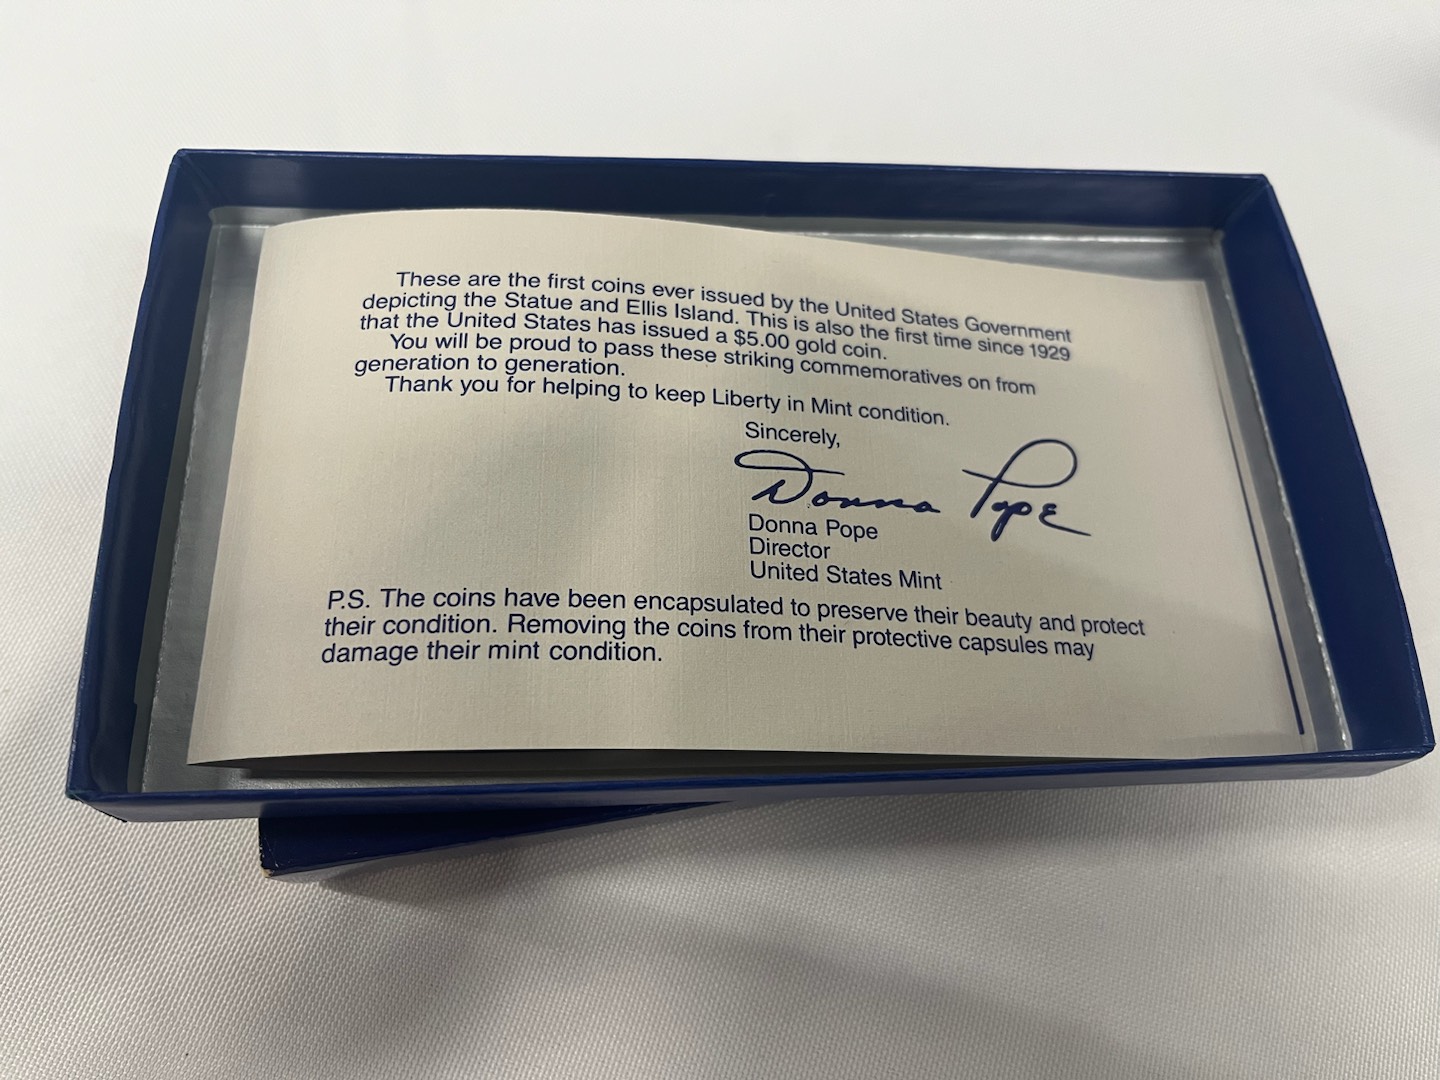 These are the first coins ever issued by the United States Government
depicting the Statue and Ellis Island. This is also the first time since 1929
that the United States has issued a $5.00 gold coin.
You will be proud to pass these striking commemoratives on from
generation to generation.
Thank you for helping to keep Liberty in Mint condition.
Sincerely,
Donna Pope
Donna Pope
Director
United States Mint
P.S. The coins have been encapsulated to preserve their beauty and protect
their condition. Removing the coins from their protective capsules may
damage their mint condition.